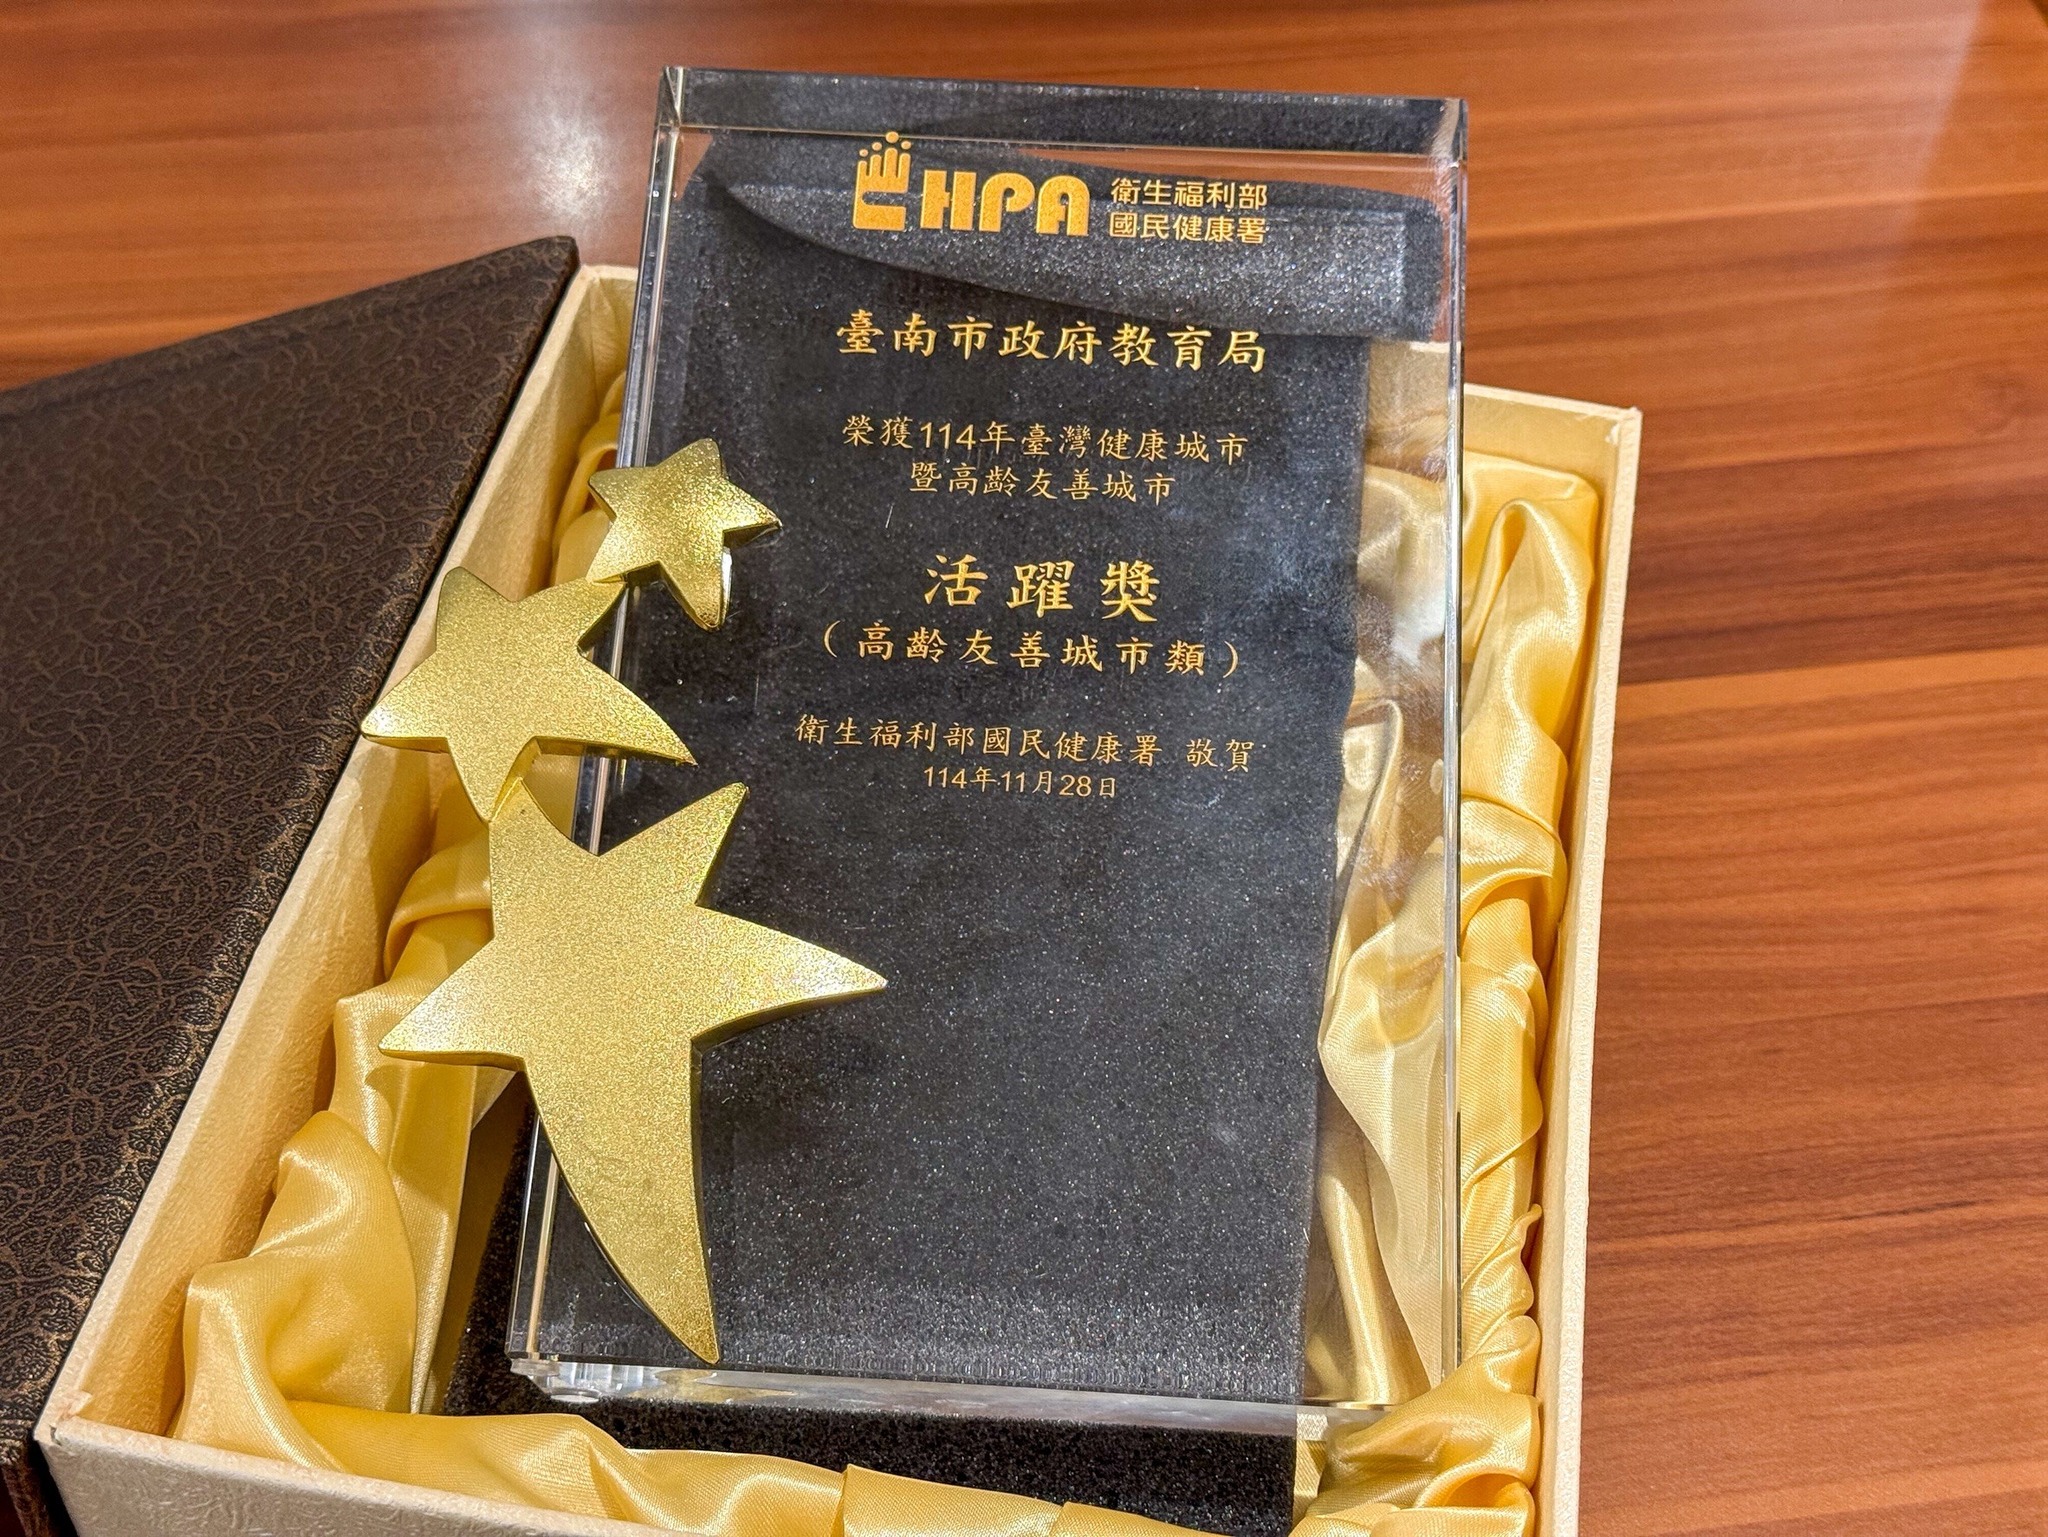 HPA 衛生福利部
國民健康署
臺南市政府教育局
榮獲114年臺灣健康城市
暨高齡友善城市
活躍獎
（高齡友善城市類）
衛生福利部國民健康署 敬賀
114年11月28日